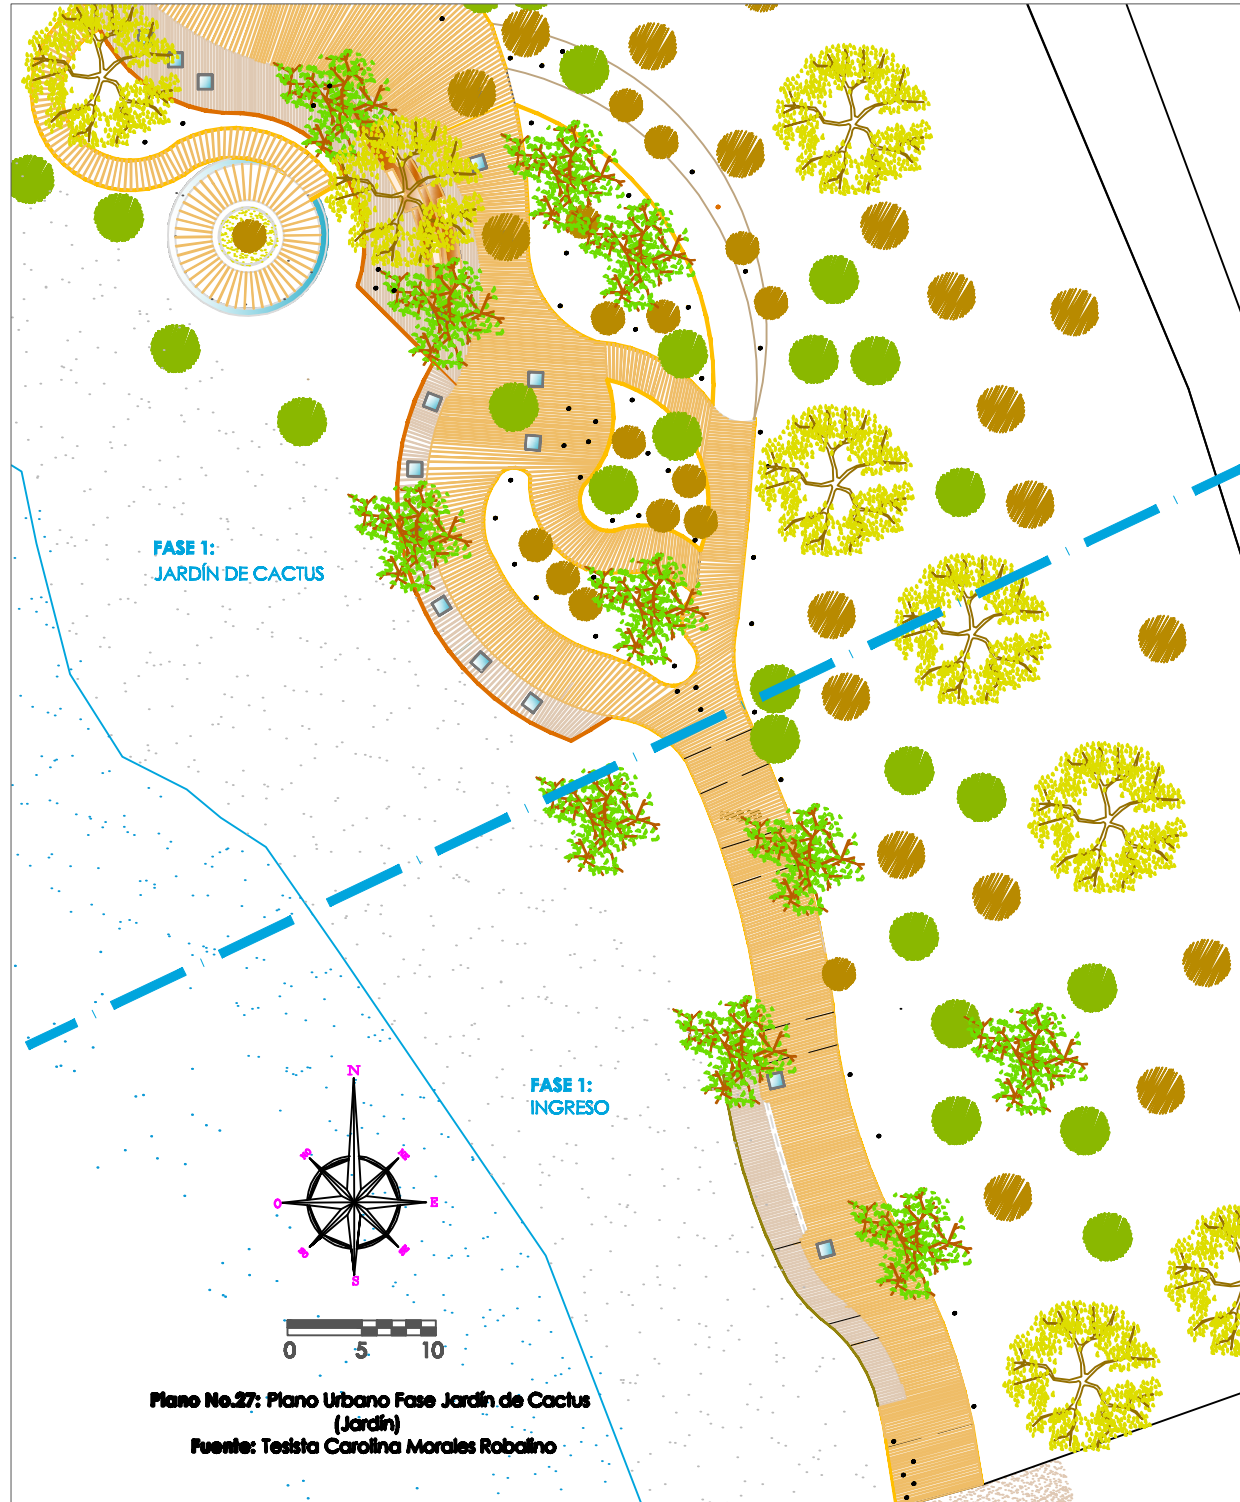 FASE 1:
JARDÍN DE CACTUS
FASE 1:
INGRESO
N
O
E
S
0 5 10
Plano No.27: Plano Urbano Fase Jardín de Cactus
(Jardín)
Fuente: Tesista Carolina Morales Robalino